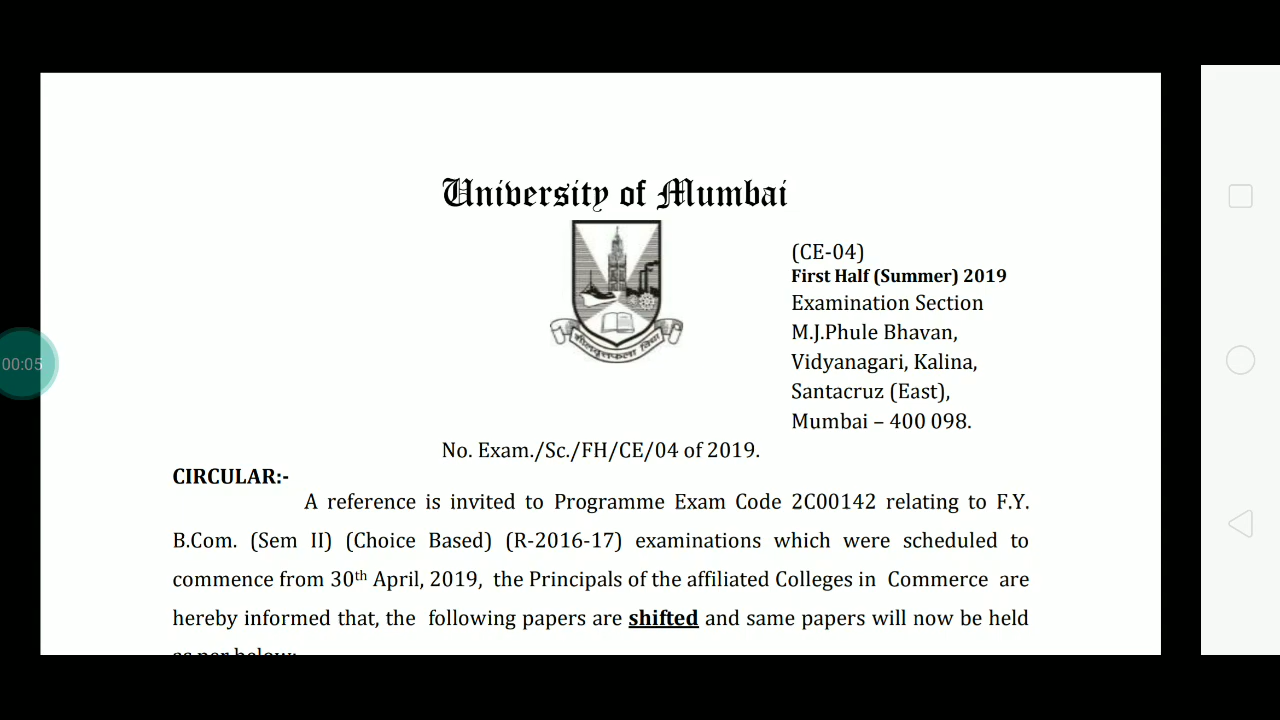 University of Mumbai
(CE-04)
First Half (Summer) 2019
Examination Section
M.J.Phule Bhavan,
Vidyanagari, Kalina,
Santacruz (East),
Mumbai – 400 098.
00:05
No. Exam./Sc./FH/CE/04 of 2019.
CIRCULAR:-
A reference is invited to Programme Exam Code 2C00142 relating to F.Y.
B.Com. (Sem II) (Choice Based) (R-2016-17) examinations which were scheduled to
commence from 30th April, 2019, the Principals of the affiliated Colleges in Commerce are
hereby informed that, the following papers are shifted and same papers will now be held
as per below: